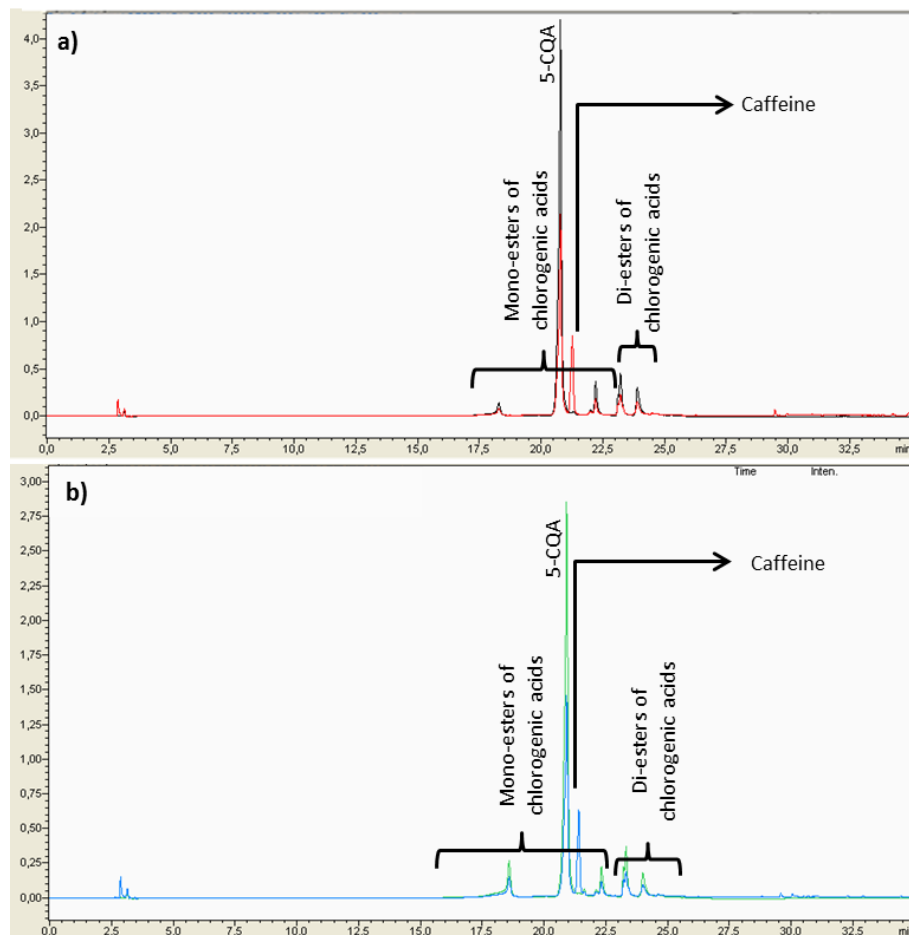 a)
4,0
3,5
3,0
2,5
2,0
1,5
1,0
0,5
0,0
Mono-esters of
chlorogenic acids
5-CQA
Caffeine
Di-esters of
chlorogenic acids
0,0 2,5 5,0 7,5 10,0 12,5 15,0 17,5 20,0 22,5 25,0 27,5 30,0 32,5 min
b)
Time Inten.
3,00
2,75
2,50
2,25
2,00
1,75
1,50
1,25
1,00
0,75
0,50
0,25
0,00
Mono-esters of
chlorogenic acids
5-CQA
Caffeine
Di-esters of
chlorogenic acids
0,0 2,5 5,0 7,5 10,0 12,5 15,0 17,5 20,0 22,5 25,0 27,5 30,0 32,5